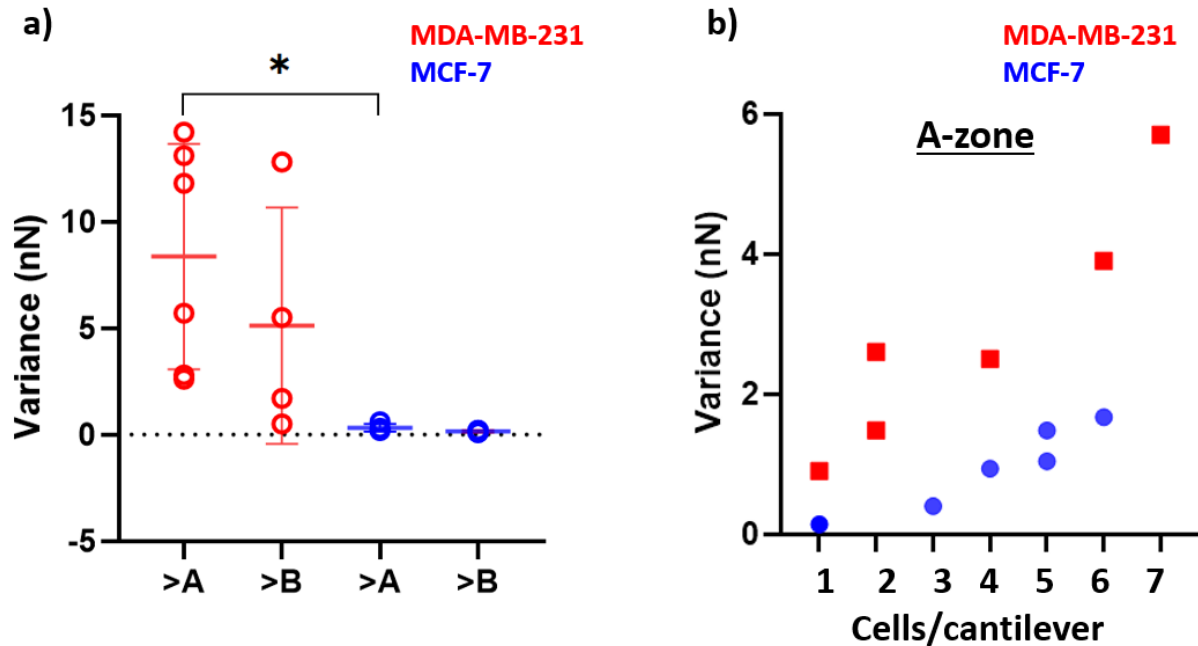 a)
MDA-MB-231
MCF-7
*
Variance (nN)
15
10
5
0
-5
>A >B >A >B
b)
MDA-MB-231
MCF-7
A-zone
Variance (nN)
6
4
2
0
1 2 3 4 5 6 7
Cells/cantilever